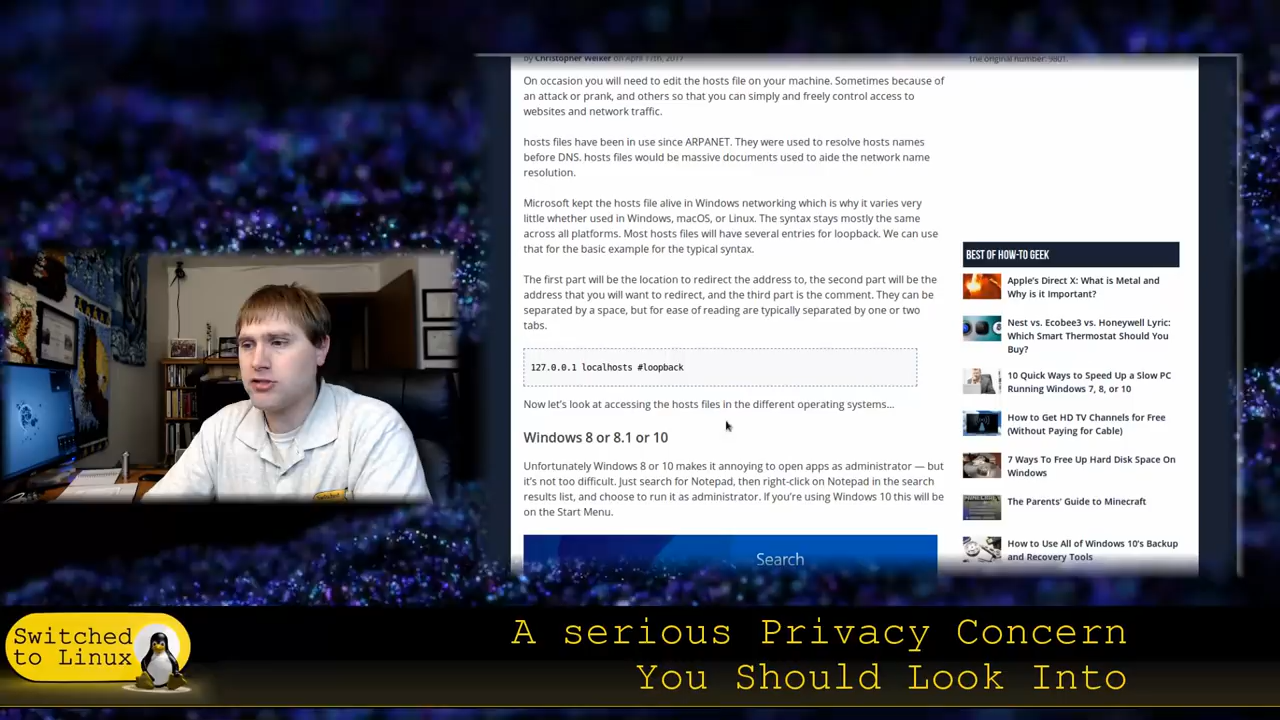 by Christopher Welker on April 11th, 2017
the original number: 9801.
On occasion you will need to edit the hosts file on your machine. Sometimes because of
an attack or prank, and others so that you can simply and freely control access to
websites and network traffic.
hosts files have been in use since ARPANET. They were used to resolve hosts names
before DNS. hosts files would be massive documents used to aide the network name
resolution.
Microsoft kept the hosts file alive in Windows networking which is why it varies very
little whether used in Windows, macOS, or Linux. The syntax stays mostly the same
across all platforms. Most hosts files will have several entries for loopback. We can use
that for the basic example for the typical syntax.
The first part will be the location to redirect the address to, the second part will be the
address that you will want to redirect, and the third part is the comment. They can be
separated by a space, but for ease of reading are typically separated by one or two
tabs.
127.0.0.1 localhosts #loopback
Now let’s look at accessing the hosts files in the different operating systems…
Windows 8 or 8.1 or 10
Unfortunately Windows 8 or 10 makes it annoying to open apps as administrator — but
it’s not too difficult. Just search for Notepad, then right-click on Notepad in the search
results list, and choose to run it as administrator. If you’re using Windows 10 this will be
on the Start Menu.
Search
BEST OF HOW-TO GEEK
Apple's Direct X: What is Metal and
Why is it Important?
Nest vs. Ecobee3 vs. Honeywell Lyric:
Which Smart Thermostat Should You
Buy?
10 Quick Ways to Speed Up a Slow PC
Running Windows 7, 8, or 10
How to Get HD TV Channels for Free
(Without Paying for Cable)
7 Ways To Free Up Hard Disk Space On
Windows
The Parents' Guide to Minecraft
How to Use All of Windows 10's Backup
and Recovery Tools
Switched
to Linux
A serious Privacy Concern
You Should Look Into